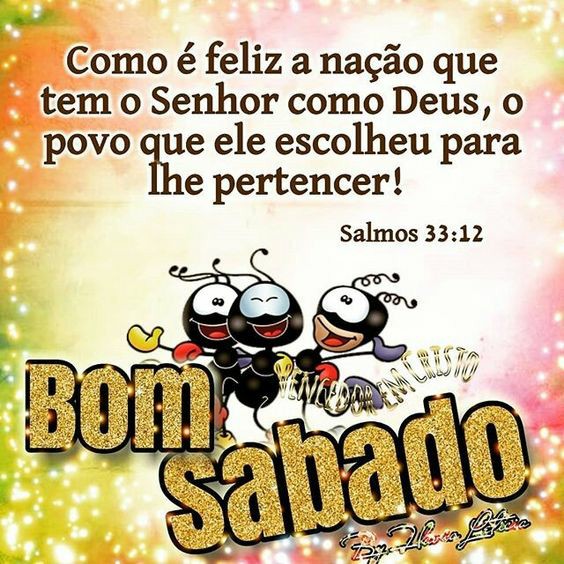 Como é feliz a nação que
tem o Senhor como Deus, o
povo que ele escolheu para
lhe pertencer!
Salmos 33:12
VENCEDOR EM CRISTO
Bom
Sabado
By: